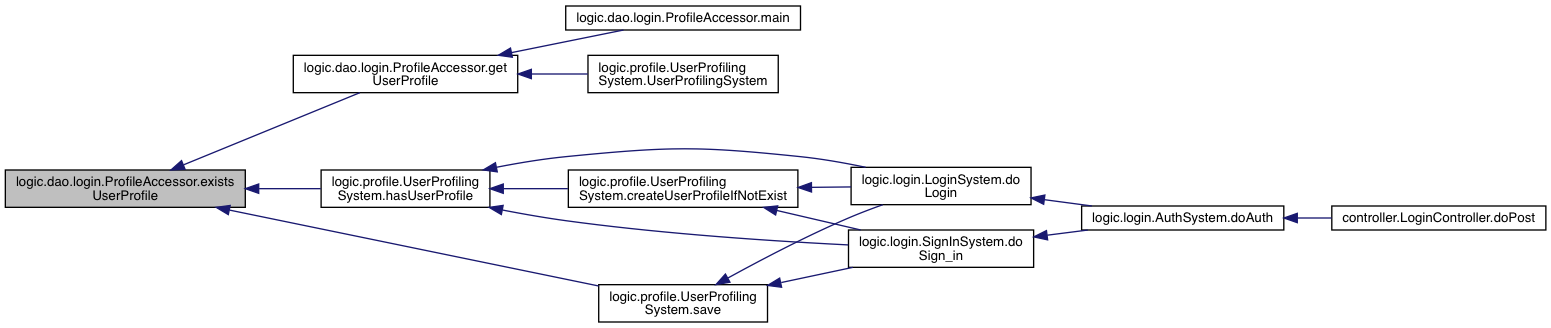 logic.dao.login.ProfileAccessor.main
logic.dao.login.ProfileAccessor.get
UserProfile
logic.profile.UserProfiling
System.UserProfilingSystem
logic.dao.login.ProfileAccessor.exists
UserProfile
logic.profile.UserProfiling
System.hasUserProfile
logic.profile.UserProfiling
System.createUserProfileIfNotExist
logic.login.LoginSystem.do
Login
logic.login.AuthSystem.doAuth
controller.LoginController.doPost
logic.login.SignInSystem.do
Sign_in
logic.profile.UserProfiling
System.save